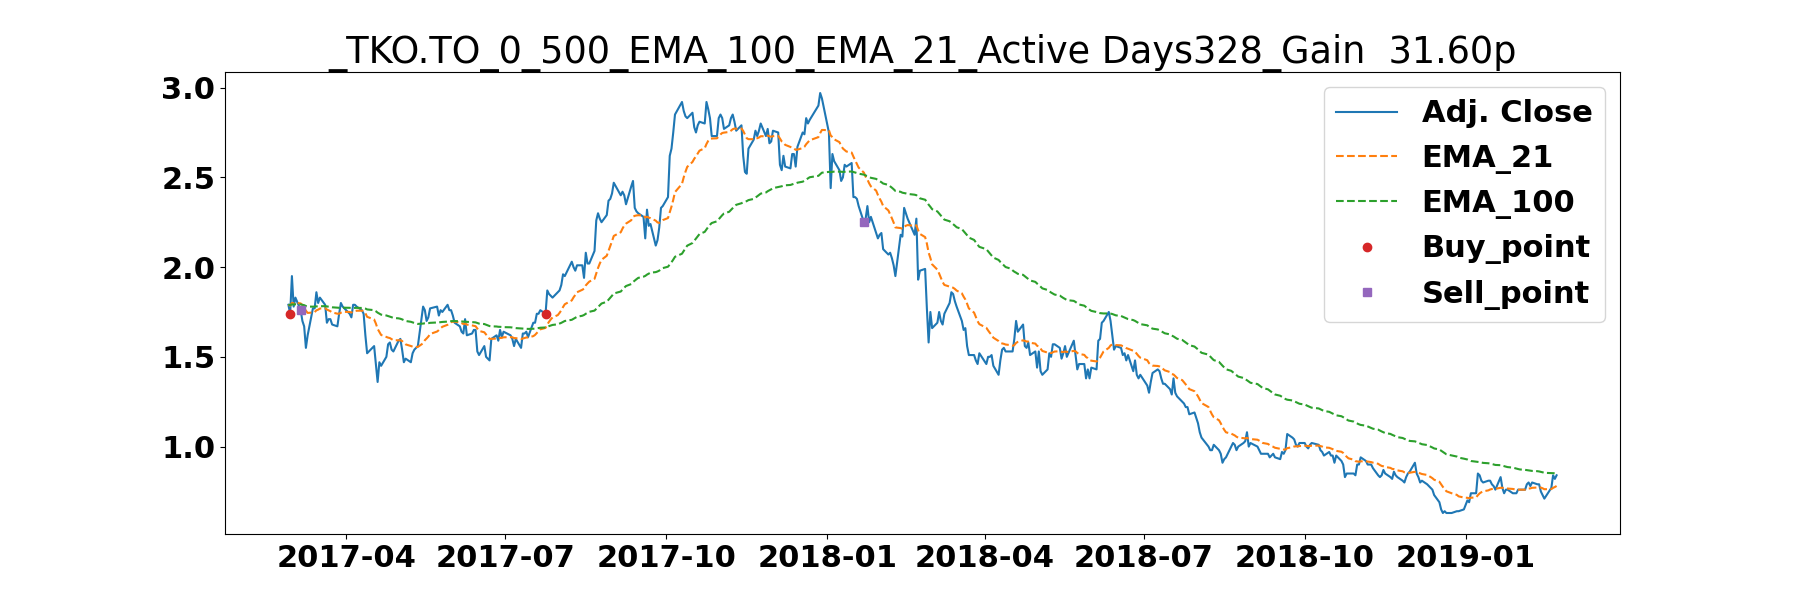 _TKO.TO_0_500_EMA_100_EMA_21_Active Days328_Gain  31.60p
3.0
2.5
2.0
1.5
1.0
Adj. Close
EMA_21
EMA_100
Buy_point
Sell_point
2017-04 2017-07 2017-10 2018-01 2018-04 2018-07 2018-10 2019-01